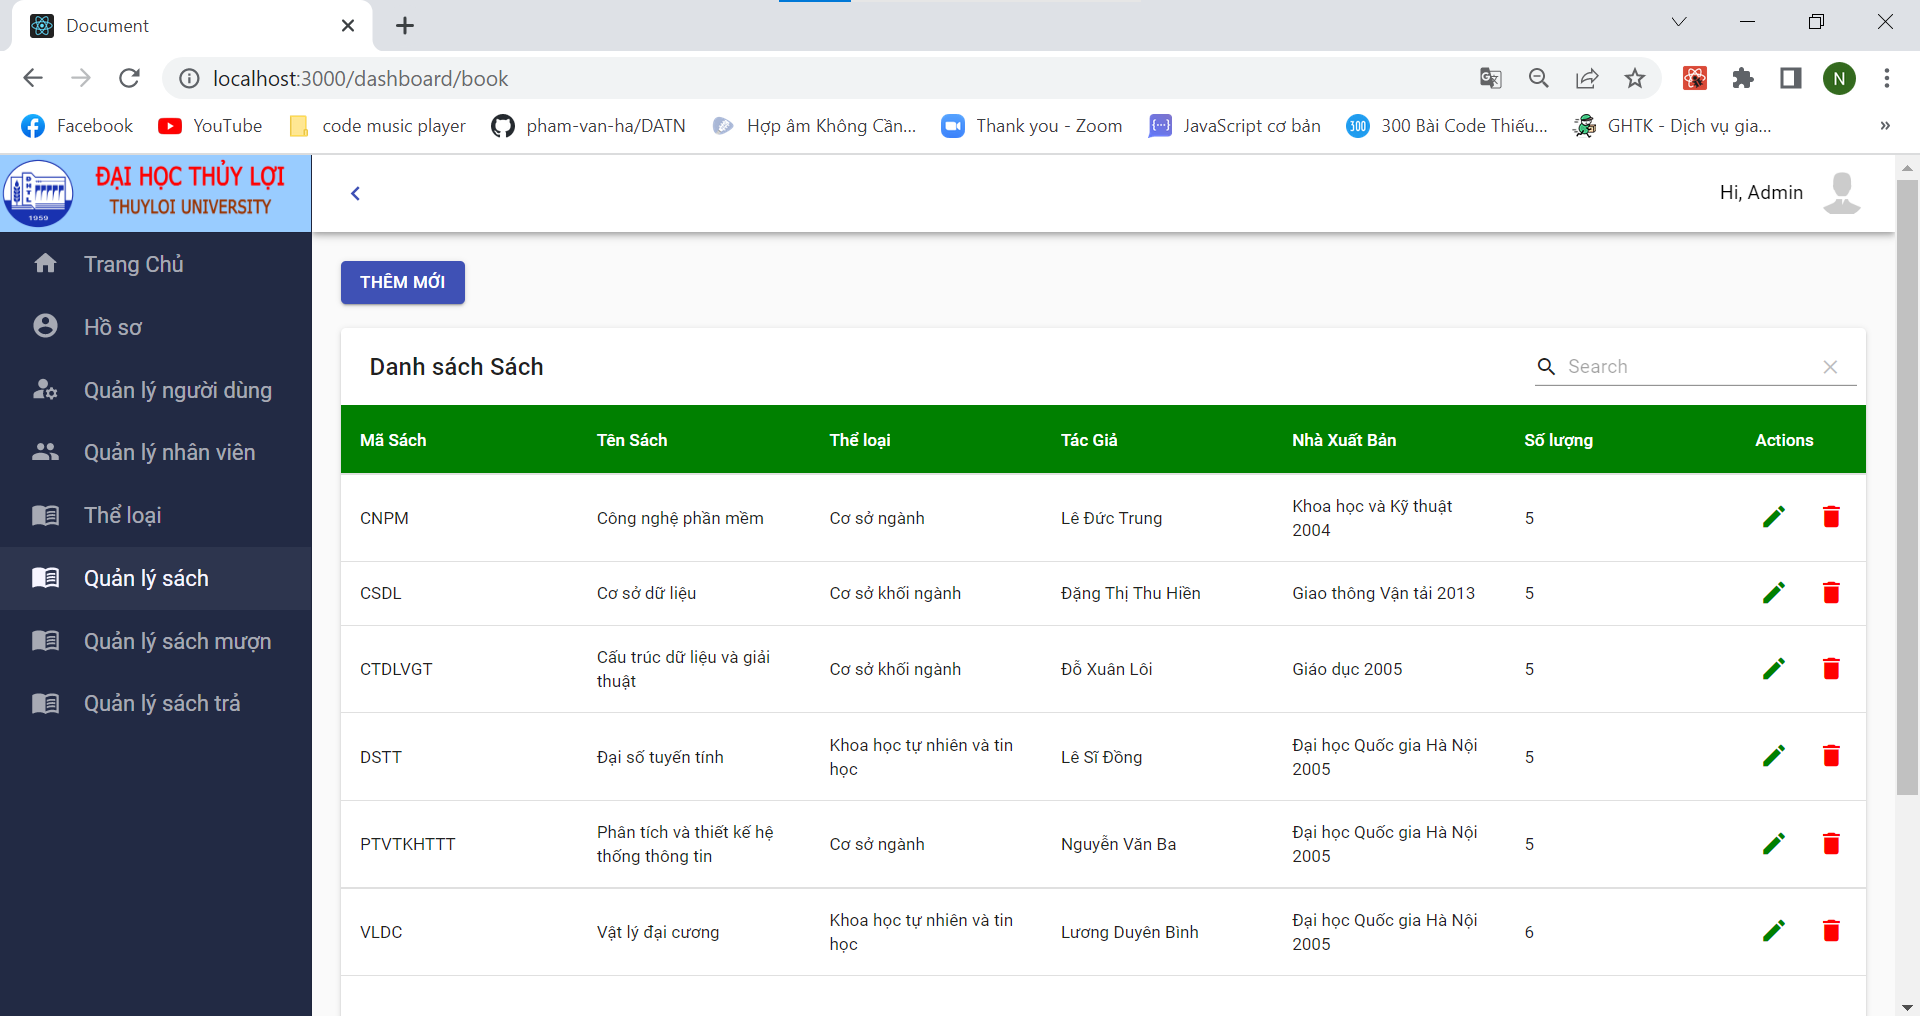 Document
localhost:3000/dashboard/book
N
Facebook
YouTube
code music player
pham-van-ha/DATN
Hợp âm Không Cần...
Thank you - Zoom
JavaScript cơ bản
300
300 Bài Code Thiếu...
GHTK - Dịch vụ gia...
»
1959
ĐẠI HỌC THỦY LỢI
THUYLOI UNIVERSITY
Hi, Admin
Trang Chủ
Hồ sơ
Quản lý người dùng
Quản lý nhân viên
Thể loại
Quản lý sách
Quản lý sách mượn
Quản lý sách trả
THÊM MỚI
Danh sách Sách
Search
Mã Sách Tên Sách Thể loại Tác Giả Nhà Xuất Bản Số lượng Actions
CNPM Công nghệ phần mềm Cơ sở ngành Lê Đức Trung Khoa học và Kỹ thuật
2004
5
CSDL Cơ sở dữ liệu Cơ sở khối ngành Đặng Thị Thu Hiền Giao thông Vận tải 2013 5
CTDLVGT
Cấu trúc dữ liệu và giải
thuật
Cơ sở khối ngành Đỗ Xuân Lôi Giáo dục 2005 5
DSTT Đại số tuyến tính
Khoa học tự nhiên và tin
học
Lê Sĩ Đồng
Đại học Quốc gia Hà Nội
2005
5
PTVTKHTTT
Phân tích và thiết kế hệ
thống thông tin
Cơ sở ngành Nguyễn Văn Ba
Đại học Quốc gia Hà Nội
2005
5
VLDC Vật lý đại cương
Khoa học tự nhiên và tin
học
Lương Duyên Bình
Đại học Quốc gia Hà Nội
2005
6